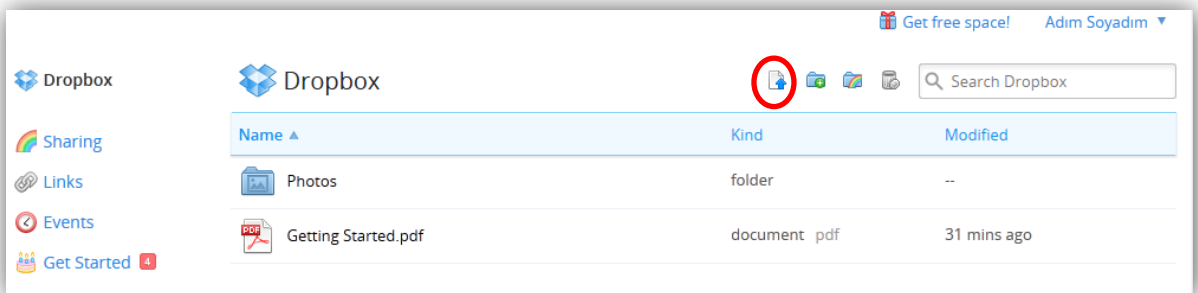 Get free space! Adım Soyadım
Dropbox
Dropbox
Search Dropbox
Sharing
Links
Events
Get Started 4
Name Kind Modified
Photos folder --
PDF Getting Started.pdf document pdf 31 mins ago